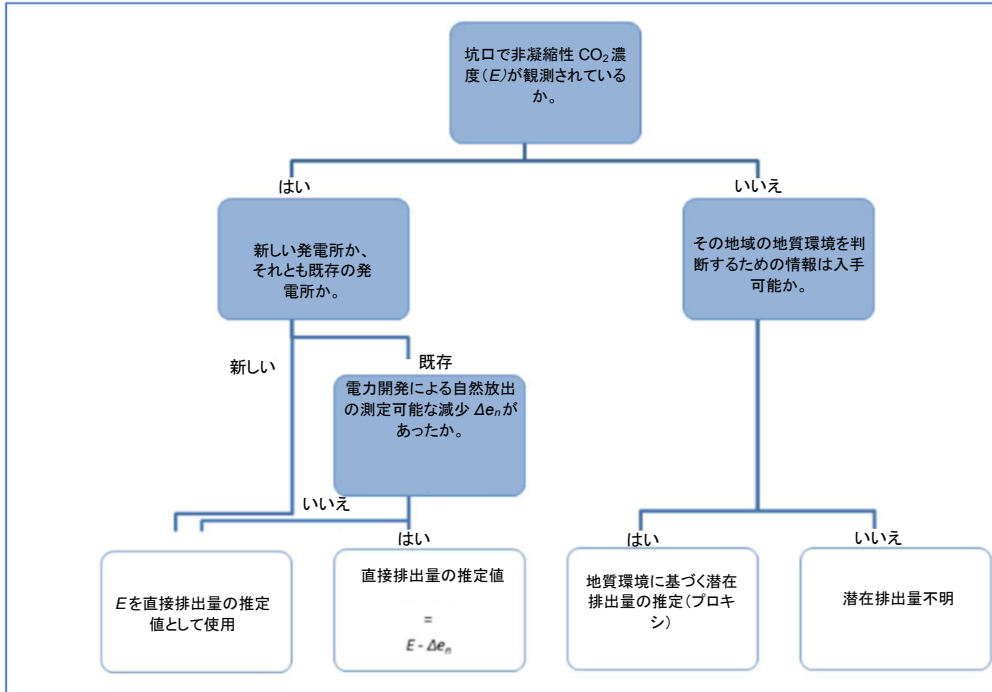 坑口で非凝縮性 CO₂濃
度(E)が観測されている
か。
はい
いいえ
新しい発電所か、
それとも既存の発
電所か。
その地域の地質環境を判
断するための情報は入手
可能か。
新しい
既存
電力開発による自然放出
の測定可能な減少 Δeₙが
あったか。
いいえ
はい
はい
いいえ
Eを直接排出量の推定
値として使用
直接排出量の推定値
=
E - Δeₙ
地質環境に基づく潜在
排出量の推定(プロキ
シ)
潜在排出量不明